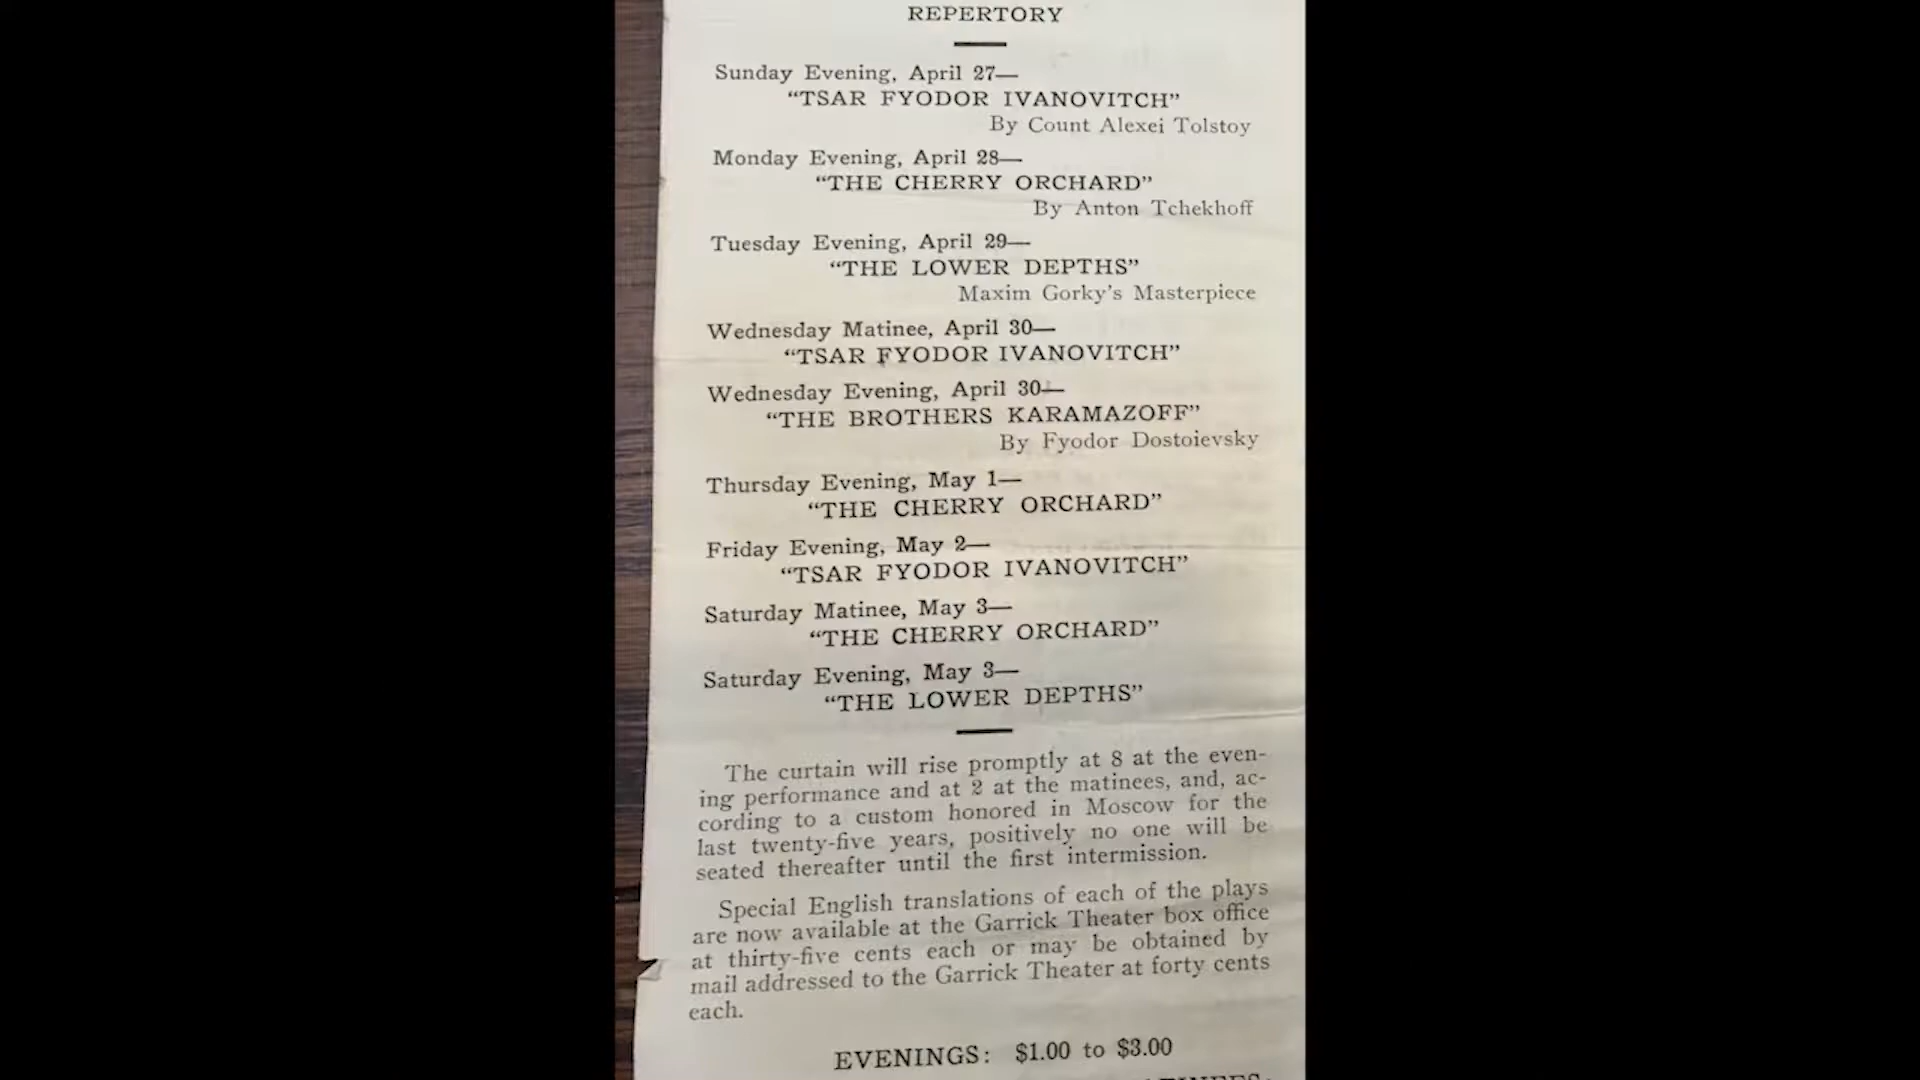 REPERTORY
Sunday Evening, April 27—
“TSAR FYODOR IVANOVITCH”
By Count Alexei Tolstoy
Monday Evening, April 28—
“THE CHERRY ORCHARD”
By Anton Tchekhoff
Tuesday Evening, April 29—
“THE LOWER DEPTHS”
Maxim Gorky’s Masterpiece
Wednesday Matinee, April 30—
“TSAR FYODOR IVANOVITCH”
Wednesday Evening, April 30—
“THE BROTHERS KARAMAZOFF”
By Fyodor Dostoievsky
Thursday Evening, May 1—
“THE CHERRY ORCHARD”
Friday Evening, May 2—
“TSAR FYODOR IVANOVITCH”
Saturday Matinee, May 3—
“THE CHERRY ORCHARD”
Saturday Evening, May 3—
“THE LOWER DEPTHS”
The curtain will rise promptly at 8 at the even-
ing performance and at 2 at the matinees, and, ac-
cording to a custom honored in Moscow for the
last twenty-five years, positively no one will be
seated thereafter until the first intermission.
Special English translations of each of the plays
are now available at the Garrick Theater box office
at thirty-five cents each or may be obtained by
mail addressed to the Garrick Theater at forty cents
each.
EVENINGS: $1.00 to $3.00